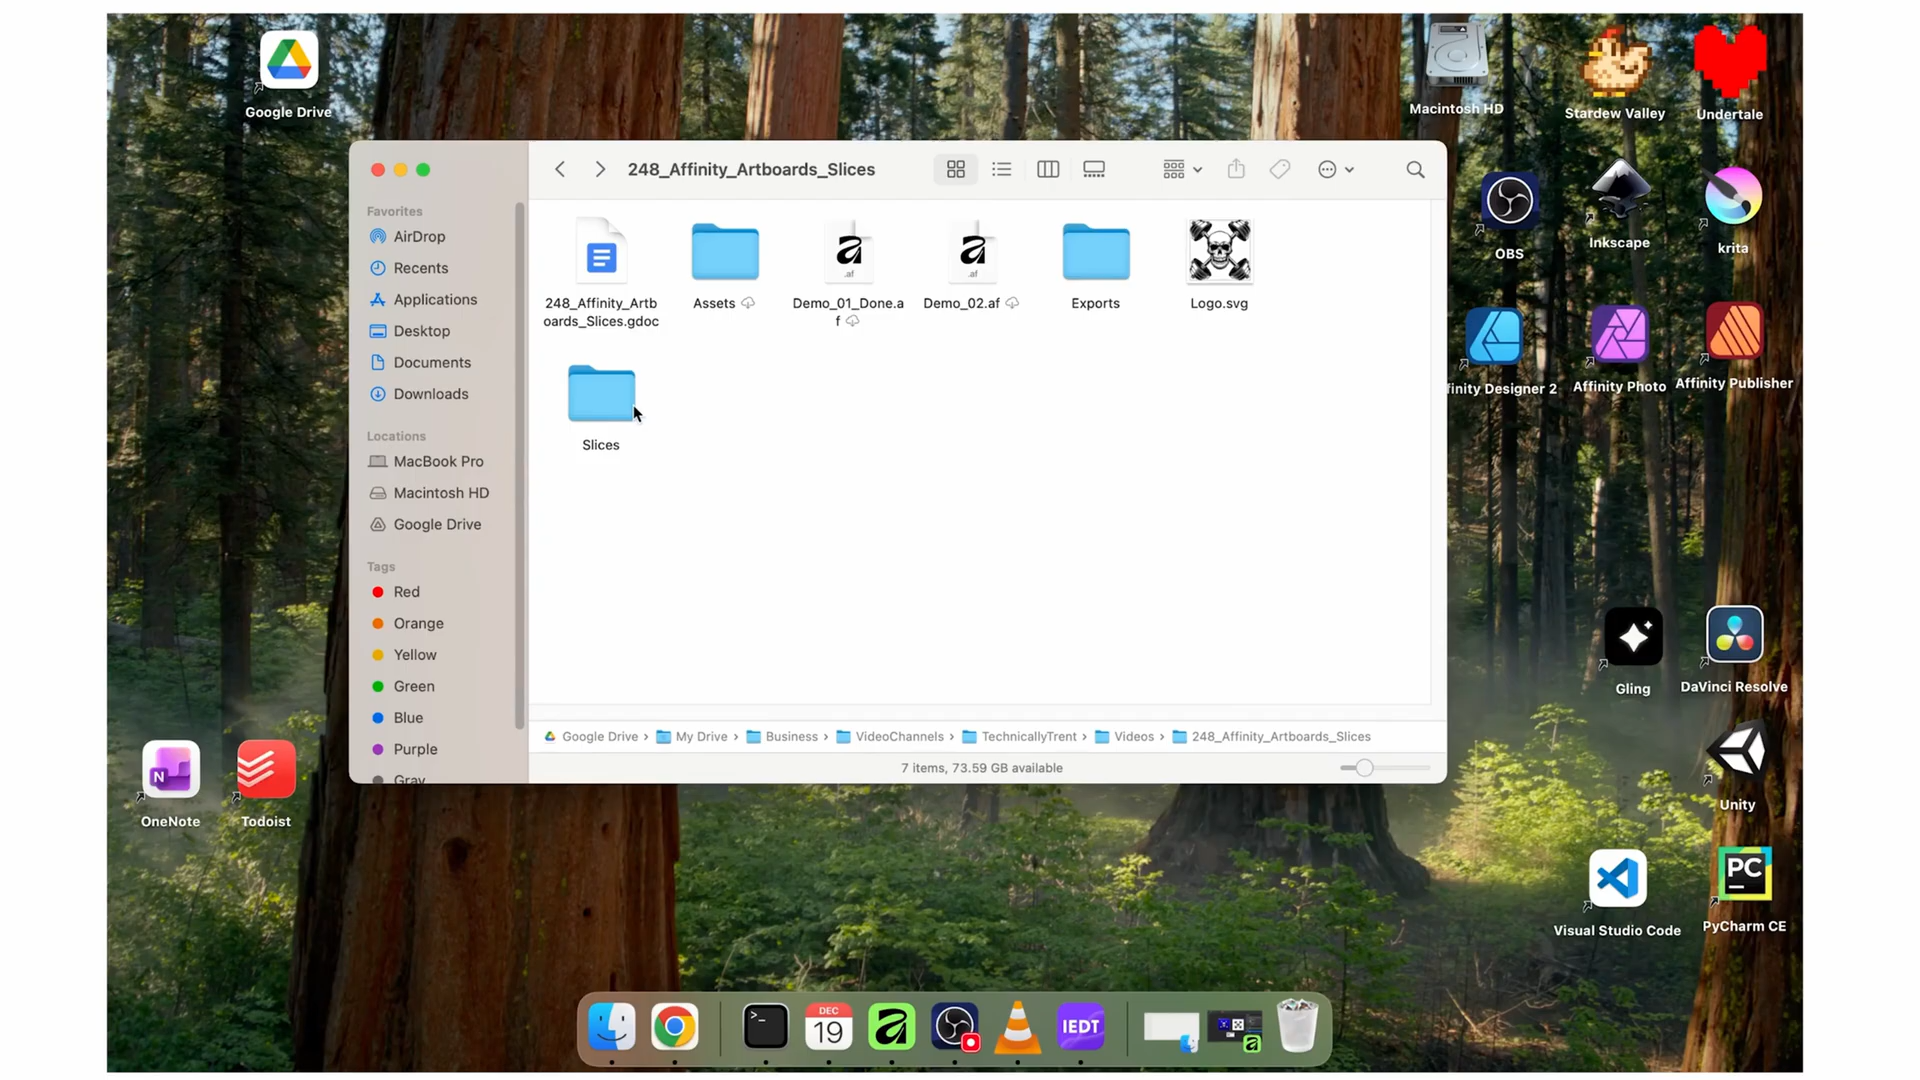 Google Drive
Macintosh HD
Stardew Valley
Undertale
248_Affinity_Artboards_Slices
Favorites
AirDrop
Recents
Applications
Desktop
Documents
Downloads
Locations
MacBook Pro
Macintosh HD
Google Drive
Tags
Red
Orange
Yellow
Green
Blue
Purple
Gray
248_Affinity_Artb
oards_Slices.gdoc
Assets
a
.af
Demo_01_Done.a
f
a
.af
Demo_02.af
Exports
Logo.svg
Slices
Google Drive › My Drive › Business › VideoChannels › TechnicallyTrent › Videos › 248_Affinity_Artboards_Slices
7 items, 73.59 GB available
OBS
Inkscape
krita
finity Designer 2
Affinity Photo
Affinity Publisher
Gling
DaVinci Resolve
Unity
PC
Visual Studio Code
PyCharm CE
N
OneNote
Todoist
>_
DEC
19
a
IEDT